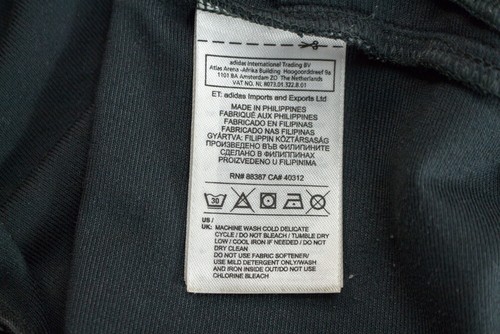 adidas International Trading BV
Atlas Arena -Afrika Building Hoogoorddreef 9a
1101 BA Amsterdam ZO The Netherlands
VAT NO. NL 8073.01.322.B.01
ET: adidas Imports and Exports Ltd
MADE IN PHILIPPINES
FABRIQUÉ AUX PHILIPPINES
FABRICADO EN FILIPINAS
FABRICADO NAS FILIPINAS
GYÁRTVA: FILIPPIN KÖZTÁRSASÁG
ПРОИЗВЕДЕНО ВЪВ ФИЛИПИНИТЕ
СДЕЛАНО В ФИЛИППИНАХ
PROIZVEDENO U FILIPINIMA
RN# 88387 CA# 40312
30
US /
UK: MACHINE WASH COLD DELICATE
CYCLE / DO NOT BLEACH / TUMBLE DRY
LOW / COOL IRON IF NEEDED / DO NOT
DRY CLEAN
DO NOT USE FABRIC SOFTENER/
USE MILD DETERGENT ONLY/WASH
AND IRON INSIDE OUT/DO NOT USE
CHLORINE BLEACH